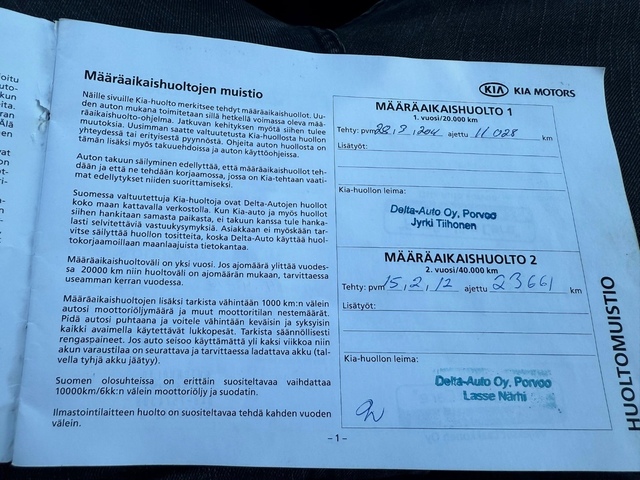 Määräaikaishuoltojen muistio
Näille sivuille Kia-huolto merkitsee tehdyt määräaikaishuollot. Uu-
den auton mukana toimitetaan sillä hetkellä voimassa oleva mää-
räaikaishuolto-ohjelma. Jatkuvan kehityksen myötä siihen tulee
muutoksia. Uusimman saatte valtuutetusta Kia-huollosta huollon
yhteydessä tai erityisestä pyynnöstä. Ohjeita auton huollosta on
tämän lisäksi myös takuuehdoissa ja auton käyttöohjeissa.
Auton takuun säilyminen edellyttää, että määräaikaishuollot teh-
dään ja että ne tehdään korjaamossa, jossa on Kia-tehtaan vaati-
mat edellytykset niiden suorittamiseksi.
Suomessa valtuutettuja Kia-huoltoja ovat Delta-Autojen huollot
koko maan kattavalla verkostolla. Kun Kia-auto ja myös huollot
siihen hankitaan samasta paikasta, ei takuun kanssa tule hanka-
lasti selvitettäviä vastuukysymyksiä. Asiakkaan ei myöskään tar-
vitse säilyttää huollon tositteita, koska Delta-Auto käyttää huol-
tokorjaamoillaan maanlaajuista tietokantaa.
Määräaikaishuoltoväli on yksi vuosi. Jos ajomäärä ylittää vuodes-
sa 20000 km niin huoltoväli on ajomäärän mukaan, tarvittaessa
useamman kerran vuodessa.
Määräaikaishuoltojen lisäksi tarkista vähintään 1000 km:n välein
autosi moottoriöljymäärä ja muut moottoritilan nestemäärät.
Pidä autosi puhtaana ja voitele vähintään keväisin ja syksyisin
kaikki avaimella käytettävät lukkopesät. Tarkista säännöllisesti
rengaspaineet. Jos auto seisoo käyttämättä yli kaksi viikkoa niin
akun varaustilaa on seurattava ja tarvittaessa ladattava akku (tal-
vella tyhjä akku jäätyy).
Suomen olosuhteissa on erittäin suositeltavaa vaihdattaa
10000km/6kk:n välein moottoriöljy ja suodatin.
Ilmastointilaitteen huolto on suositeltavaa tehdä kahden vuoden
välein.
KIA KIA MOTORS
MÄÄRÄAIKAISHUOLTO 1
1. vuosi/20.000 km
Tehty: pvm ajettu 11 028 km
Lisätyöt:
Kia-huollon leima:
Delta-Auto Oy, Porvoo
Jyrki Tiihonen
MÄÄRÄAIKAISHUOLTO 2
2. vuosi/40.000 km
Tehty: pvm 15,2,12 ajettu 23661 km
Lisätyöt:
Kia-huollon leima:
Delta-Auto Oy, Porvoo
Lasse Närhi
– 1 –
HUOLTOMUISTIO